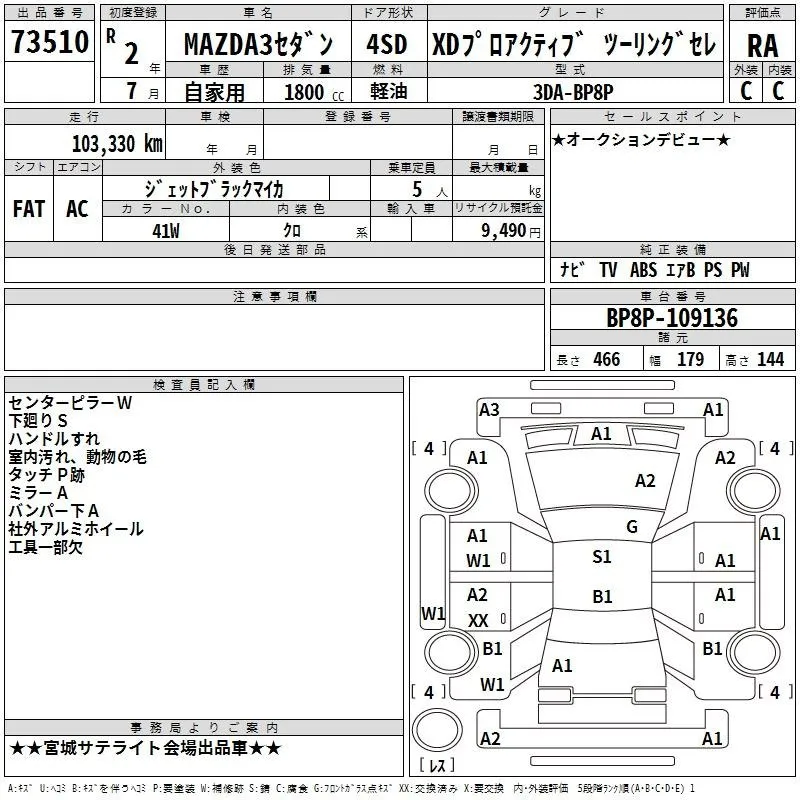 出品番号 初度登録 車名 ドア形状 グレード 評価点
73510 R 2 年 MAZDA3セダン 4SD XDプロアクティブ ツーリングセレ RA
車歴 排気量 燃料 型式 外装 内装
7 月 自家用 1800 CC 軽油 3DA-BP8P C C
走行 車検 登録番号 譲渡書類期限 セールスポイント
103,330 km 年 月 月 日 ★オークションデビュー★
シフト エアコン 外装色 乗車定員 最大積載量
FAT AC ジェットブラックマイカ 5 人 kg
カラーNo. 内装色 輸入車 リサイクル預託金
41W クロ 系 9,490 円
後日発送部品 純正装備
ナビ TV ABS エアB PS PW
注意事項欄 車台番号
BP8P-109136
諸元
長さ 466 幅 179 高さ 144
検査員記入欄
センターピラーW
下廻りS
ハンドルすれ
室内汚れ、動物の毛
タッチP跡
ミラーA
バンパー下A
社外アルミホイール
工具一部欠
事務局よりご案内
★★宮城サテライト会場出品車★★
A3 A1
A1
[ 4 ] A1 A2 [ 4 ]
A2
G
A1 A1
W1 S1 A1
A2 B1 A1
W1 XX
B1 B1
A1
W1
[ 4 ] [ 4 ]
A2 A1
[ レス ]
A:キズ U:ヘコミ B:キズを伴うヘコミ P:要塗装 W:補修跡 S:錆 C:腐食 G:フロントガラス点キズ XX:交換済み X:要交換 内・外装評価 5段階ランク順(A・B・C・D・E) 1